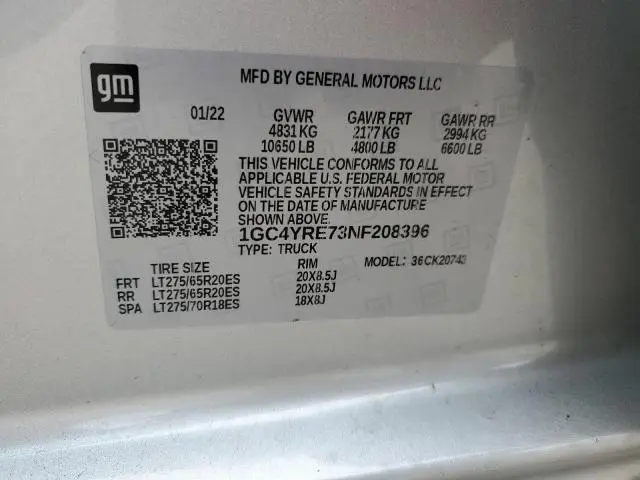 gm
MFD BY GENERAL MOTORS LLC
01/22 GVWR GAWR FRT GAWR RR
4831 KG 2177 KG 2994 KG
10650 LB 4800 LB 6600 LB
THIS VEHICLE CONFORMS TO ALL
APPLICABLE U.S. FEDERAL MOTOR
VEHICLE SAFETY STANDARDS IN EFFECT
ON THE DATE OF MANUFACTURE
SHOWN ABOVE.
1GC4YRE73NF208396
TYPE: TRUCK
TIRE SIZE RIM MODEL: 36CK20743
FRT LT275/65R20ES 20X8.5J
RR LT275/65R20ES 20X8.5J
SPA LT275/70R18ES 18X8J